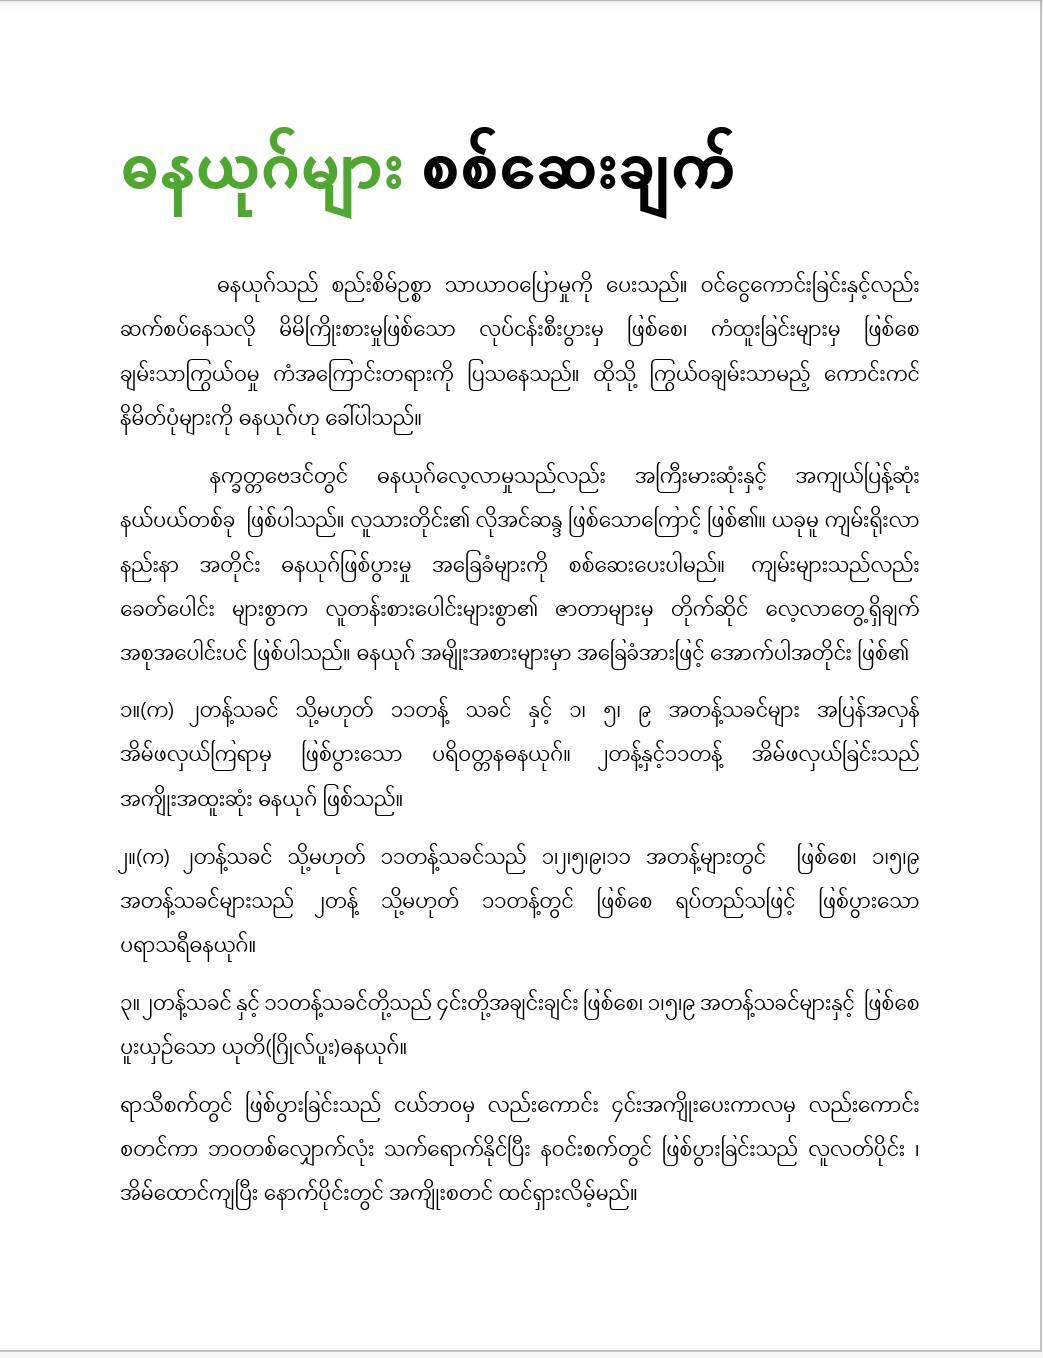 ဓနယုဂ်များ စစ်ဆေးချက်
ဓနယုဂ်သည် စည်းစိမ်ဥစ္စာ သာယာဝပြောမှုကို ပေးသည်။ ဝင်ငွေကောင်းခြင်းနှင့်လည်း
ဆက်စပ်နေသလို မိမိကြိုးစားမှုဖြစ်သော လုပ်ငန်းစီးပွားမှ ဖြစ်စေ၊ ကံထူးခြင်းများမှ ဖြစ်စေ
ချမ်းသာကြွယ်ဝမှု ကံအကြောင်းတရားကို ပြသနေသည်။ ထိုသို့ ကြွယ်ဝချမ်းသာမည့် ကောင်းကင်
နိမိတ်ပုံများကို ဓနယုဂ်ဟု ခေါ်ပါသည်။
နက္ခတ္တဗေဒင်တွင် ဓနယုဂ်လေ့လာမှုသည်လည်း အကြီးမားဆုံးနှင့် အကျယ်ပြန့်ဆုံး
နယ်ပယ်တစ်ခု ဖြစ်ပါသည်။ လူသားတိုင်း၏ လိုအင်ဆန္ဒ ဖြစ်သောကြောင့် ဖြစ်၏။ ယခုမူ ကျမ်းရိုးလာ
နည်းနာ အတိုင်း ဓနယုဂ်ဖြစ်ပွားမှု အခြေခံများကို စစ်ဆေးပေးပါမည်။ ကျမ်းများသည်လည်း
ခေတ်ပေါင်း များစွာက လူတန်းစားပေါင်းများစွာ၏ ဇာတာများမှ တိုက်ဆိုင် လေ့လာတွေ့ရှိချက်
အစုအပေါင်းပင် ဖြစ်ပါသည်။ ဓနယုဂ် အမျိုးအစားများမှာ အခြေခံအားဖြင့် အောက်ပါအတိုင်း ဖြစ်၏
၁။(က) ၂တန့်သခင် သို့မဟုတ် ၁၁တန့် သခင် နှင့် ၁၊ ၅၊ ၉ အတန့်သခင်များ အပြန်အလှန်
အိမ်ဖလှယ်ကြရာမှ ဖြစ်ပွားသော ပရိဝတ္တနဓနယုဂ်။ ၂တန့်နှင့်၁၁တန့် အိမ်ဖလှယ်ခြင်းသည်
အကျိုးအထူးဆုံး ဓနယုဂ် ဖြစ်သည်။
၂။(က) ၂တန့်သခင် သို့မဟုတ် ၁၁တန့်သခင်သည် ၁၊၂၊၅၊၉၊၁၁ အတန့်များတွင် ဖြစ်စေ၊ ၁၊၅၊၉
အတန့်သခင်များသည် ၂တန့် သို့မဟုတ် ၁၁တန့်တွင် ဖြစ်စေ ရပ်တည်သဖြင့် ဖြစ်ပွားသော
ပရာသရီဓနယုဂ်။
၃။၂တန့်သခင် နှင့် ၁၁တန့်သခင်တို့သည် ၄င်းတို့အချင်းချင်း ဖြစ်စေ၊ ၁၊၅၊၉ အတန့်သခင်များနှင့် ဖြစ်စေ
ပူးယှဉ်သော ယုတိ(ဂြိုလ်ပူး)ဓနယုဂ်။
ရာသီစက်တွင် ဖြစ်ပွားခြင်းသည် ငယ်ဘဝမှ လည်းကောင်း ၄င်းအကျိုးပေးကာလမှ လည်းကောင်း
စတင်ကာ ဘဝတစ်လျှောက်လုံး သက်ရောက်နိုင်ပြီး နဝင်းစက်တွင် ဖြစ်ပွားခြင်းသည် လူလတ်ပိုင်း ၊
အိမ်ထောင်ကျပြီး နောက်ပိုင်းတွင် အကျိုးစတင် ထင်ရှားလိမ့်မည်။